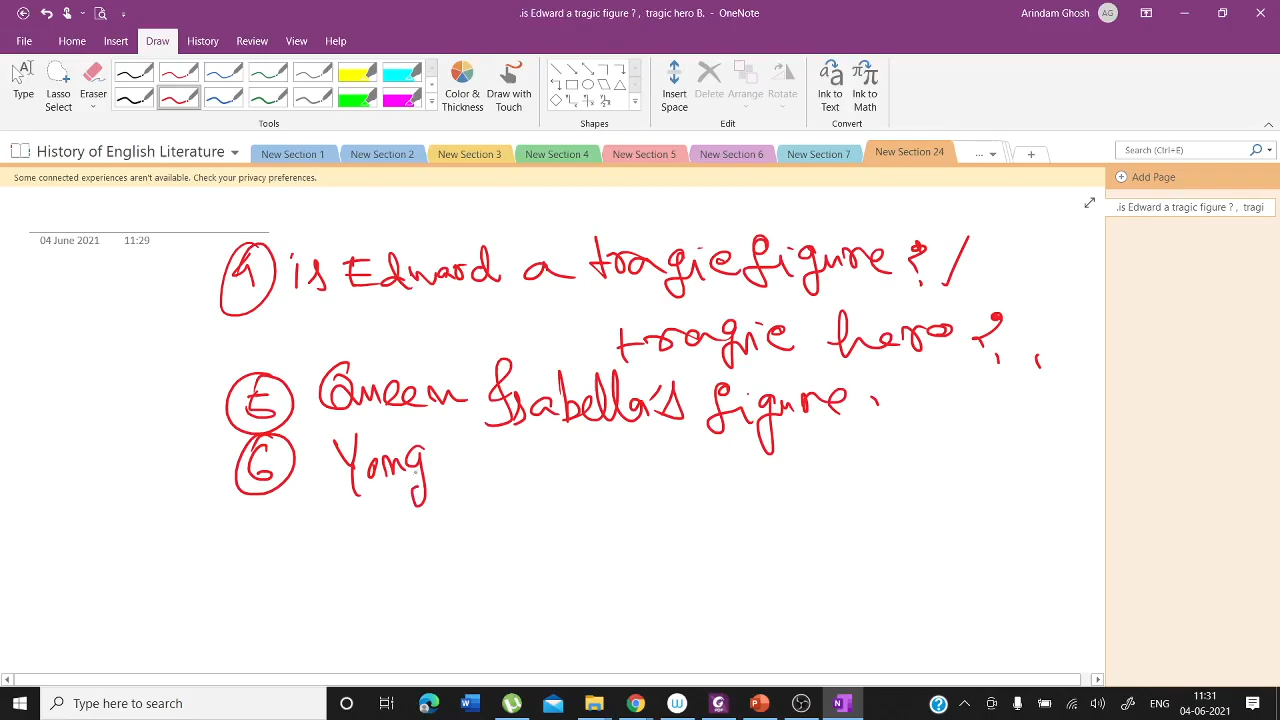 .is Edward a tragic figure ? , tragic hero B. - OneNote
Arindam Ghosh AG
File Home Insert Draw History Review View Help
Type Lasso Select Eraser Color & Thickness Draw with Touch Insert Space Delete Arrange Rotate Ink to Text Ink to Math
Tools Shapes Edit Convert
History of English Literature New Section 1 New Section 2 New Section 3 New Section 4 New Section 5 New Section 6 New Section 7 New Section 24 ... Search (Ctrl+E)
Some connected experiences aren't available. Check your privacy preferences. Add Page
.is Edward a tragic figure ? , tragi
04 June 2021 11:29
4 is Edward a tragic figure? /
tragic hero?
5 Queen Isabella's figure.
6 Yong
Type here to search
ENG 11:31
04-06-2021